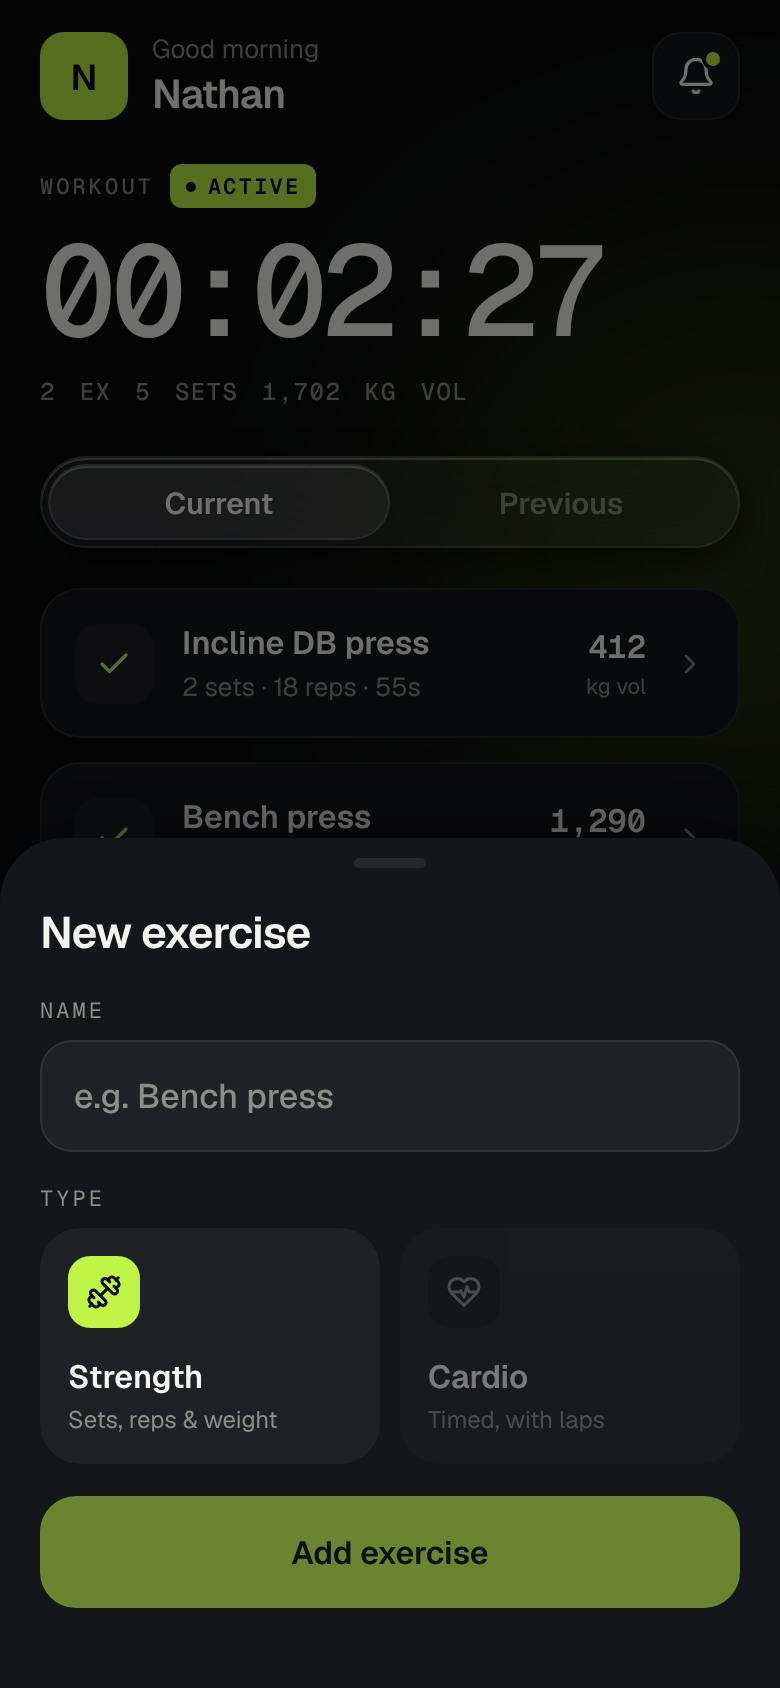 N
Good morning
Nathan
WORKOUT
ACTIVE
00:02:27
2 EX 5 SETS 1,702 KG VOL
Current
Previous
Incline DB press
412
2 sets · 18 reps · 55s
kg vol
Bench press
1,290
New exercise
NAME
e.g. Bench press
TYPE
Strength
Sets, reps & weight
Cardio
Timed, with laps
Add exercise